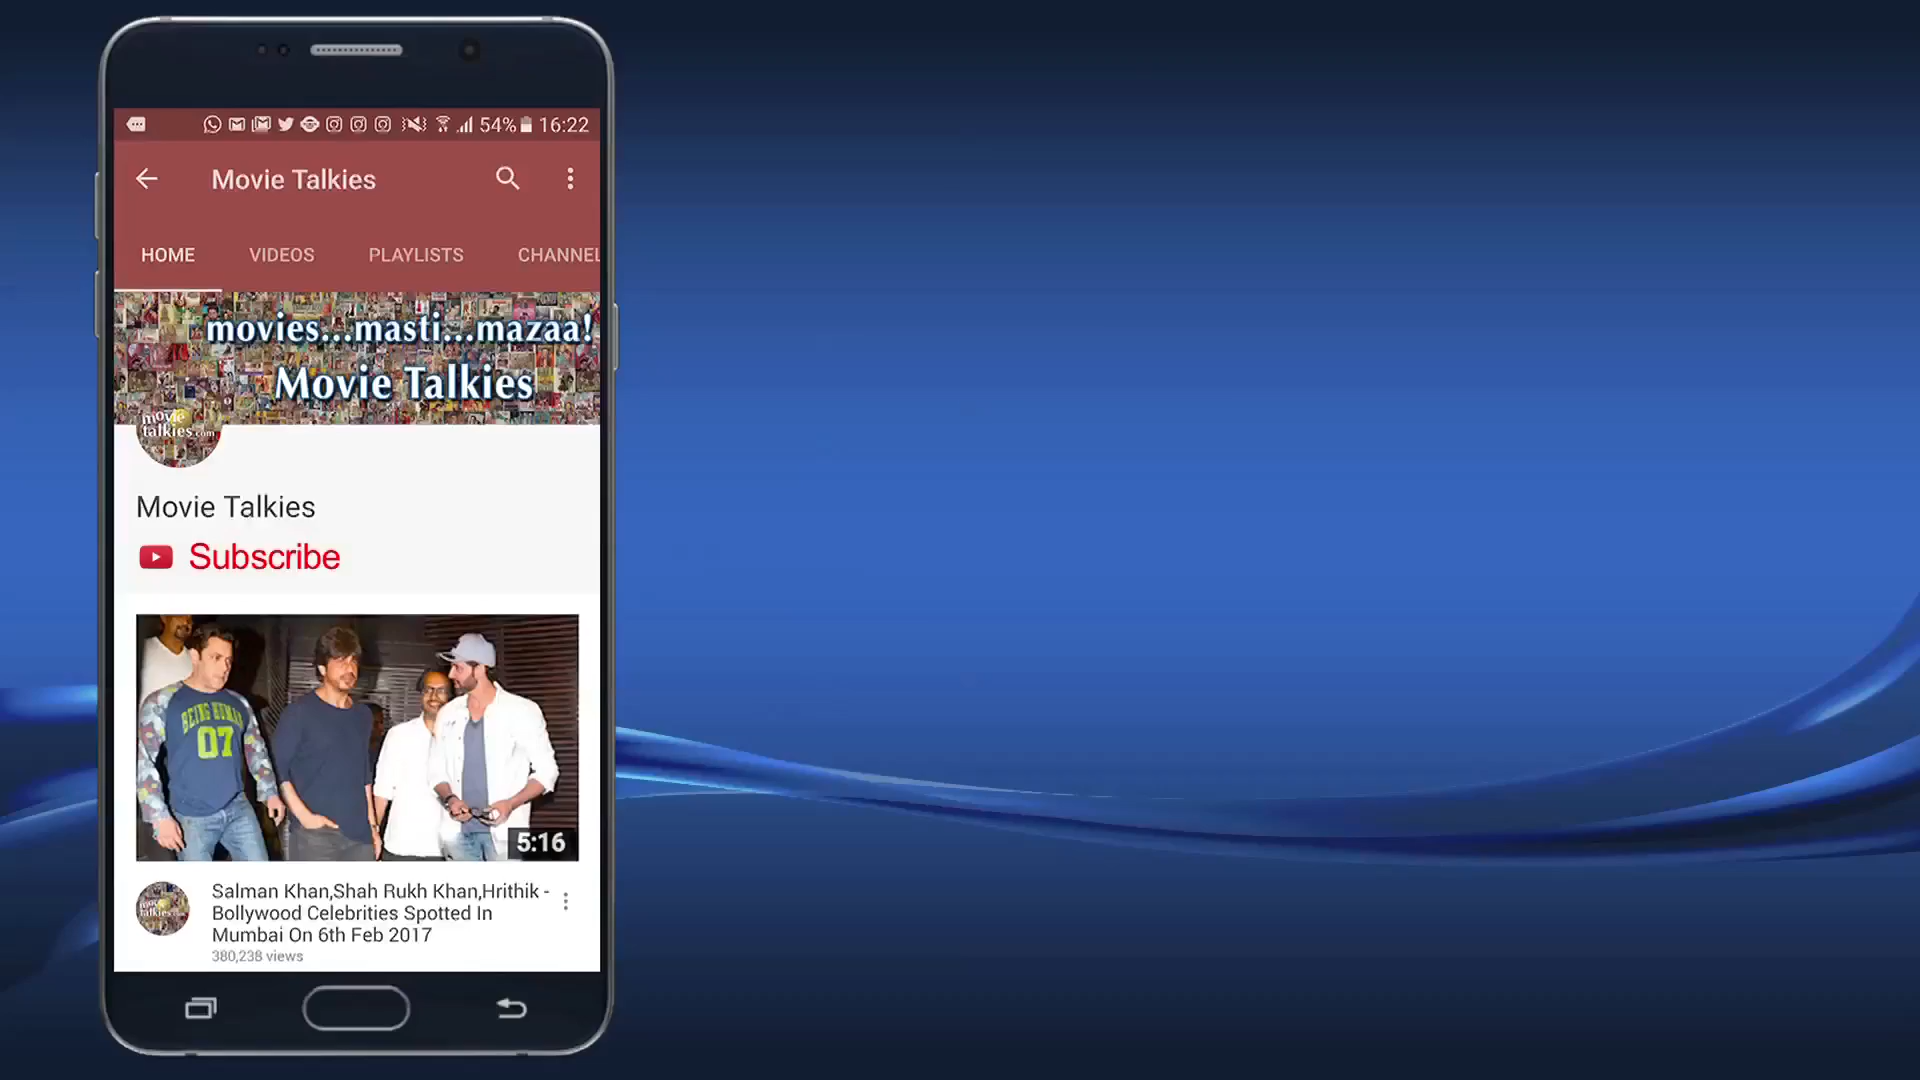 54% 16:22
Movie Talkies
HOME VIDEOS PLAYLISTS CHANNEL
movies...masti...mazaa!
Movie Talkies
movie
talkies.com
Movie Talkies
Subscribe
BEING HUMAN
07
5:16
Salman Khan,Shah Rukh Khan,Hrithik -
Bollywood Celebrities Spotted In
Mumbai On 6th Feb 2017
380,238 views